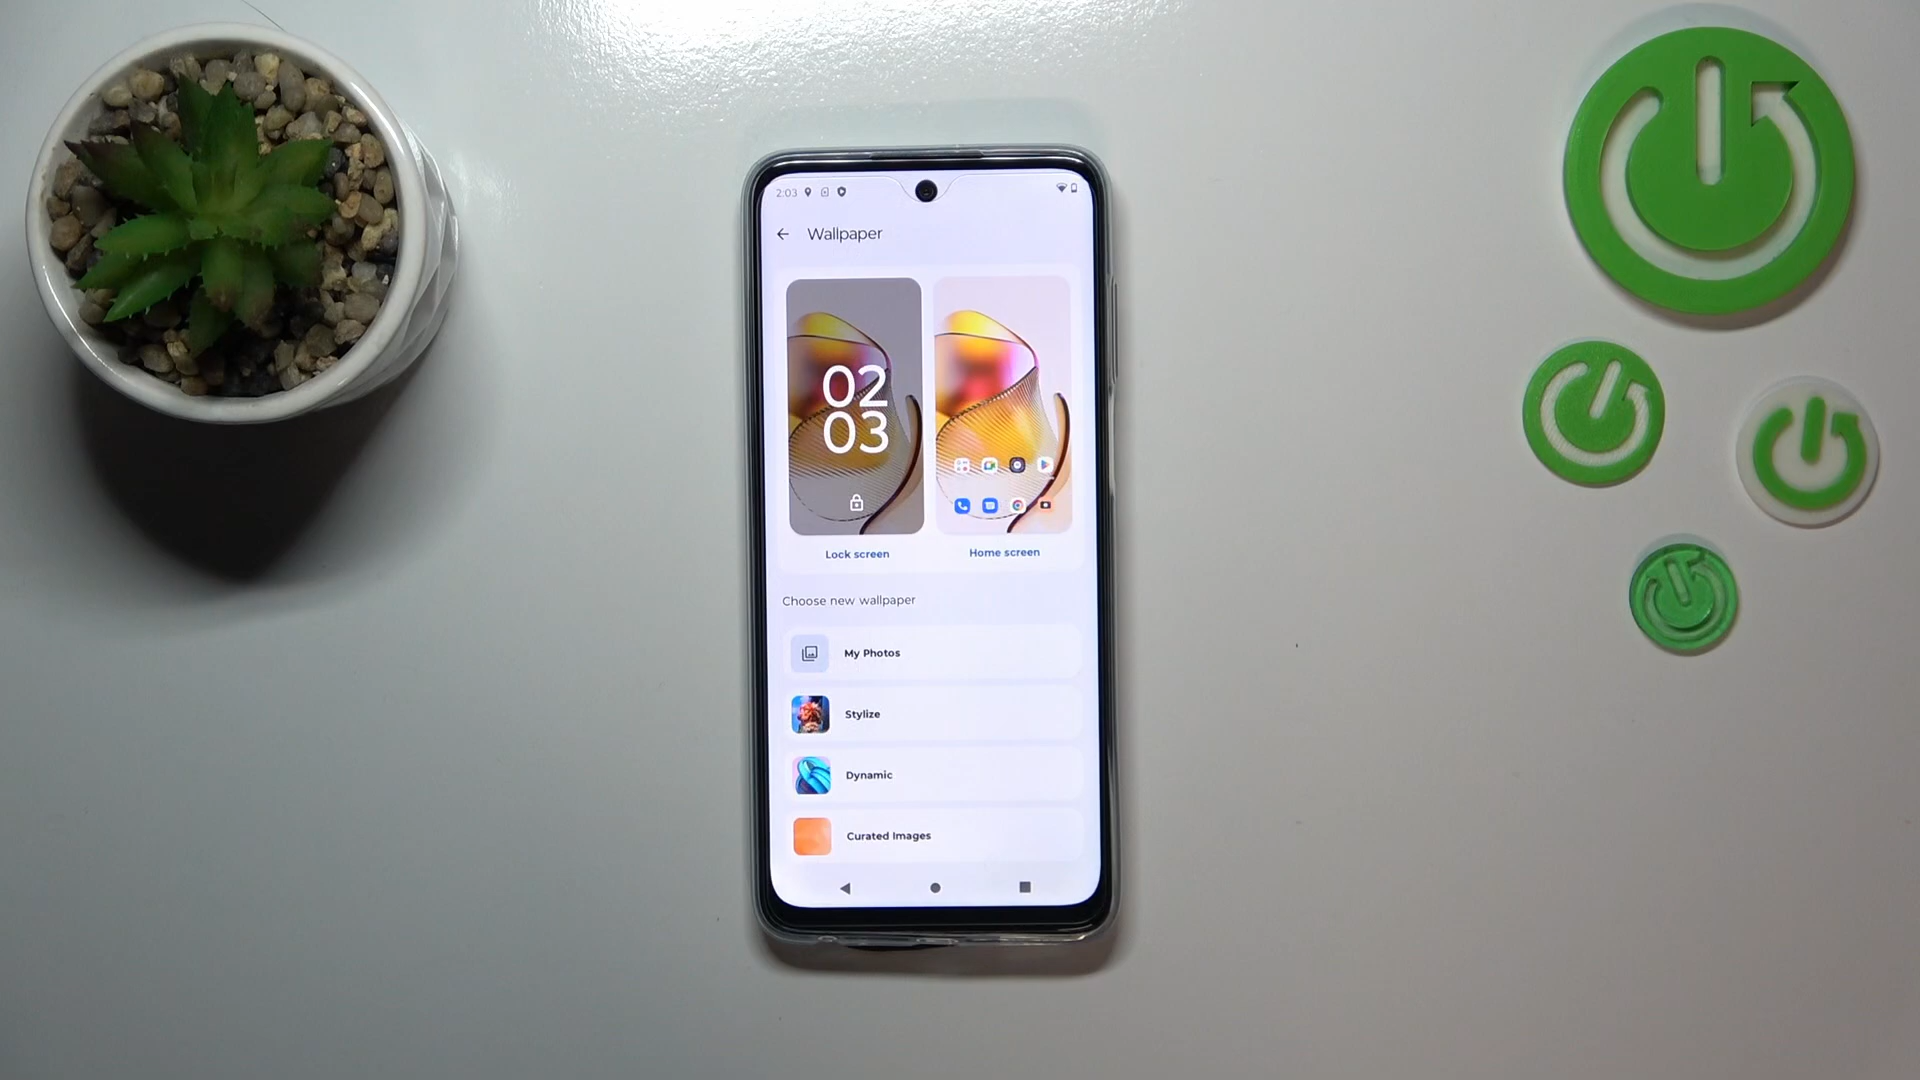 2:03
Wallpaper
02
03
Lock screen
Home screen
Choose new wallpaper
My Photos
Stylize
Dynamic
Curated Images